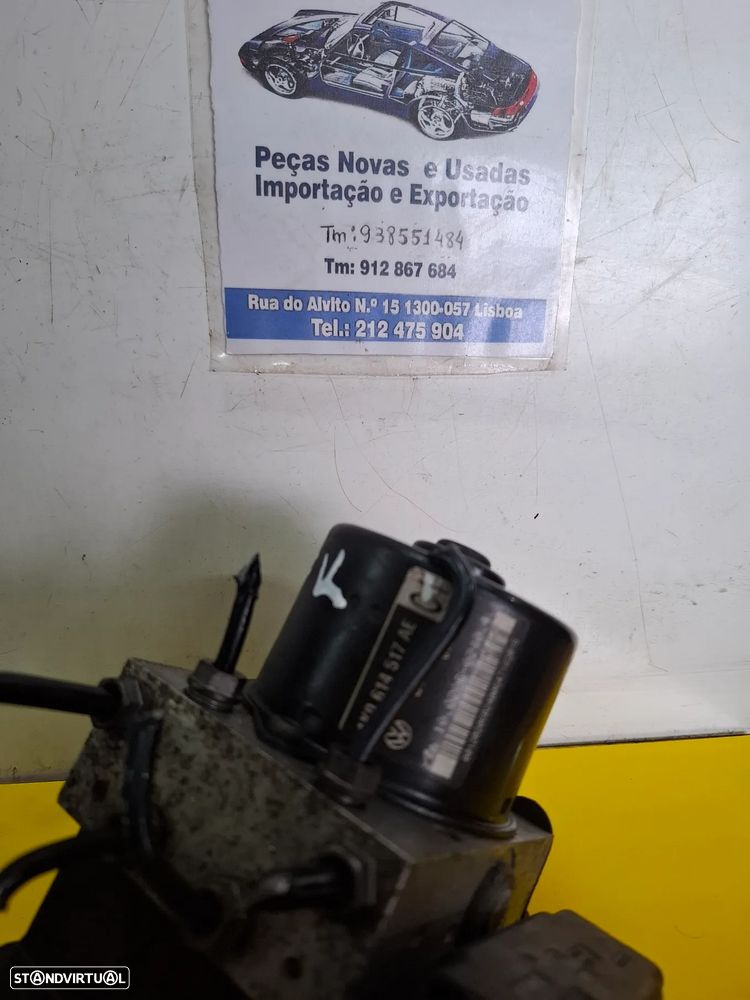 Peças Novas e Usadas
Importação e Exportação
Tm: 938551484
Tm: 912 867 684
Rua do Alvito N.º 15 1300-057 Lisboa
Tel.: 212 475 904
614 517 AE
STANDVIRTUAL